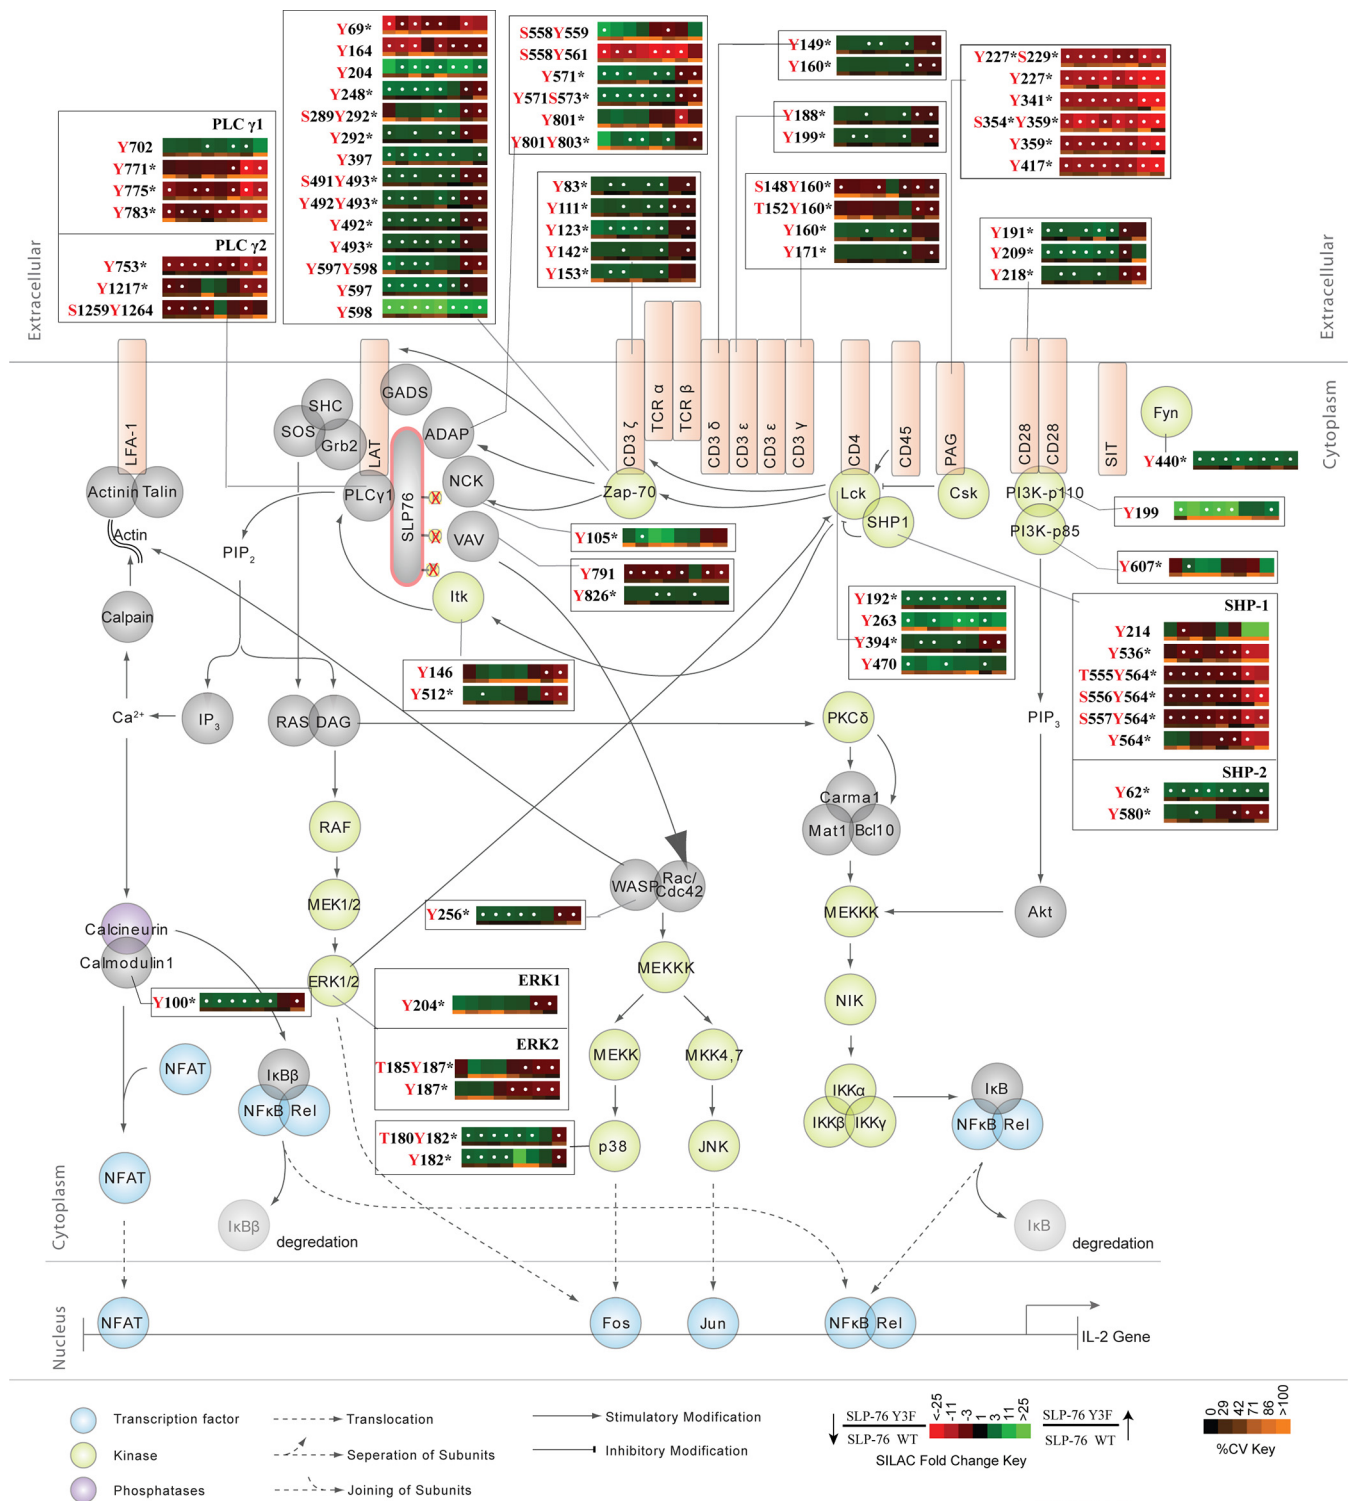 PLC γ1
Y702
Y771*
Y775*
Y783*
PLC γ2
Y753*
Y1217*
S1259Y1264
Y69*
Y164
Y204
Y248*
S289Y292*
Y292*
Y397
S491Y493*
Y492Y493*
Y492*
Y493*
Y597Y598
Y597
Y598
S558Y559
S558Y561
Y571*
Y571S573*
Y801*
Y801Y803*
Y83*
Y111*
Y123*
Y142*
Y153*
Y149*
Y160*
Y188*
Y199*
S148Y160*
T152Y160*
Y160*
Y171*
Y227*S229*
Y227*
Y341*
S354*Y359*
Y359*
Y417*
Y191*
Y209*
Y218*
Extracellular
Extracellular
Cytoplasm
LFA-1
LAT
CD3 ζ
TCR α
TCR β
CD3 δ
CD3 ε
CD3 ε
CD3 γ
CD4
CD45
PAG
CD28
CD28
SIT
Fyn
Y440*
SHC
SOS
Grb2
GADS
ADAP
NCK
PLCγ1
SLP76
VAV
Itk
X
X
X
Zap-70
Lck
SHP1
Csk
PI3K-p110
PI3K-p85
Actinin
Talin
Actin
PIP2
Calpain
Y105*
Y791
Y826*
Y199
Y607*
Y192*
Y263
Y394*
Y470
SHP-1
Y214
Y536*
T555Y564*
S556Y564*
S557Y564*
Y564*
SHP-2
Y62*
Y580*
Y146
Y512*
Ca2+
IP3
RAS
DAG
PKCδ
PIP3
Carma1
Mat1
Bcl10
RAF
MEK1/2
ERK1/2
WASP
Rac/
Cdc42
Y256*
MEKKK
MEKKK
Akt
Calcineurin
Calmodulin1
Y100*
ERK1
Y204*
ERK2
T185Y187*
Y187*
T180Y182*
Y182*
NIK
MEKK
MKK4,7
p38
JNK
NFAT
IκBβ
NFκB
Rel
IKKα
IKKβ
IKKγ
IκB
NFκB
Rel
NFAT
IκBβ
degredation
IκB
degredation
Cytoplasm
Nucleus
NFAT
Fos
Jun
NFκB
Rel
IL-2 Gene
Transcription factor
Kinase
Phosphatases
Translocation
Seperation of Subunits
Joining of Subunits
Stimulatory Modification
Inhibitory Modification
SLP-76 Y3F
SLP-76 WT
<-25
-11
-3
1
3
11
>25
SLP-76 Y3F
SLP-76 WT
SILAC Fold Change Key
0
29
42
71
86
>100
%CV Key